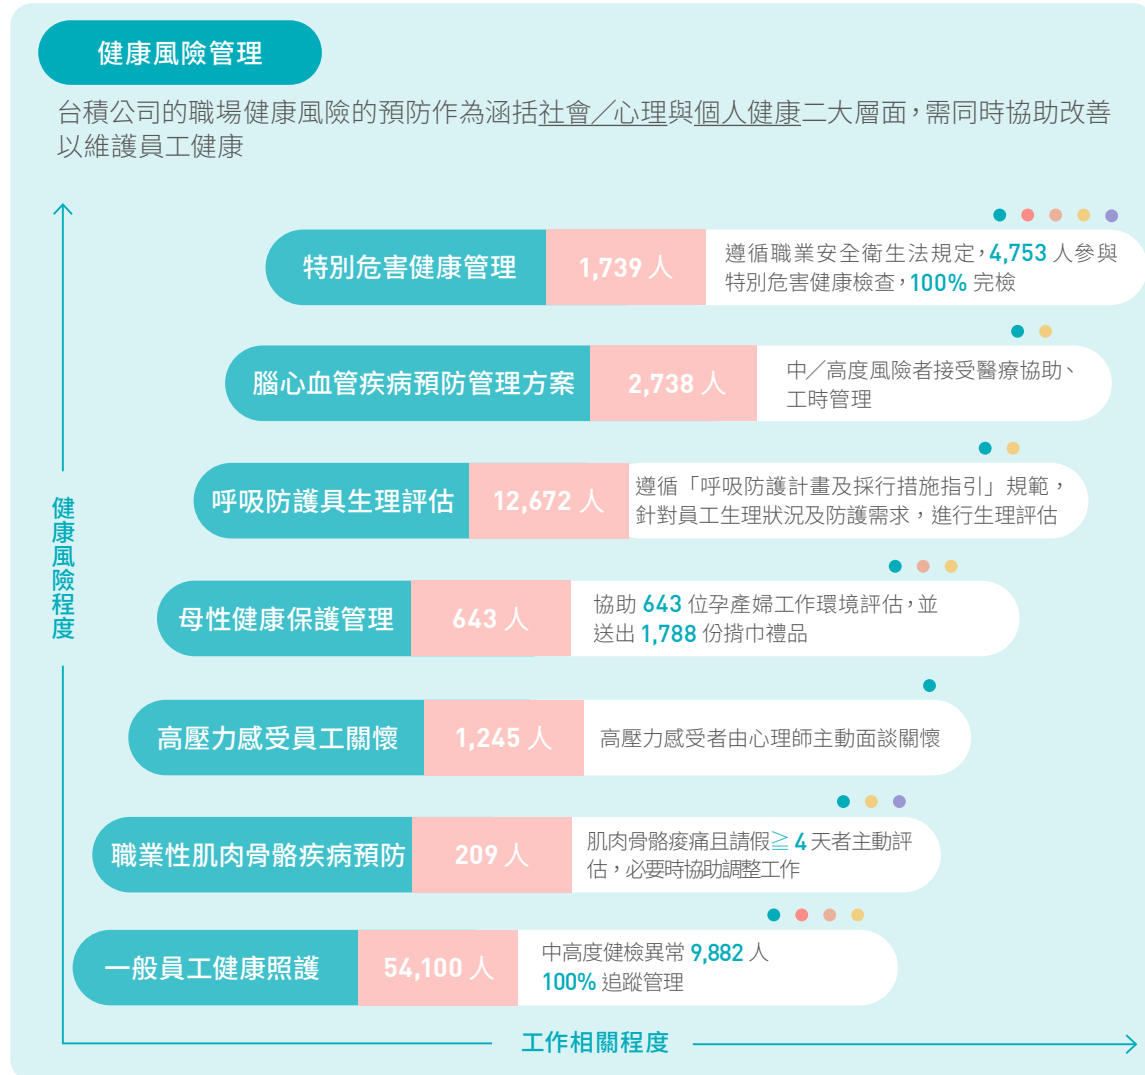 健康風險管理
台積公司的職場健康風險的預防作為涵括社會／心理與個人健康二大層面，需同時協助改善
以維護員工健康
特別危害健康管理
1,739 人
遵循職業安全衛生法規定，4,753 人參與
特別危害健康檢查，100% 完檢
腦心血管疾病預防管理方案
2,738 人
中／高度風險者接受醫療協助、
工時管理
呼吸防護具生理評估
12,672 人
遵循「呼吸防護計畫及採行措施指引」規範，
針對員工生理狀況及防護需求，進行生理評估
母性健康保護管理
643 人
協助 643 位孕產婦工作環境評估，並
送出 1,788 份揹巾禮品
高壓力感受員工關懷
1,245 人
高壓力感受者由心理師主動面談關懷
職業性肌肉骨骼疾病預防
209 人
肌肉骨骼痠痛且請假≧ 4 天者主動評
估，必要時協助調整工作
一般員工健康照護
54,100 人
中高度健檢異常 9,882 人
100% 追蹤管理
健康風險程度
工作相關程度